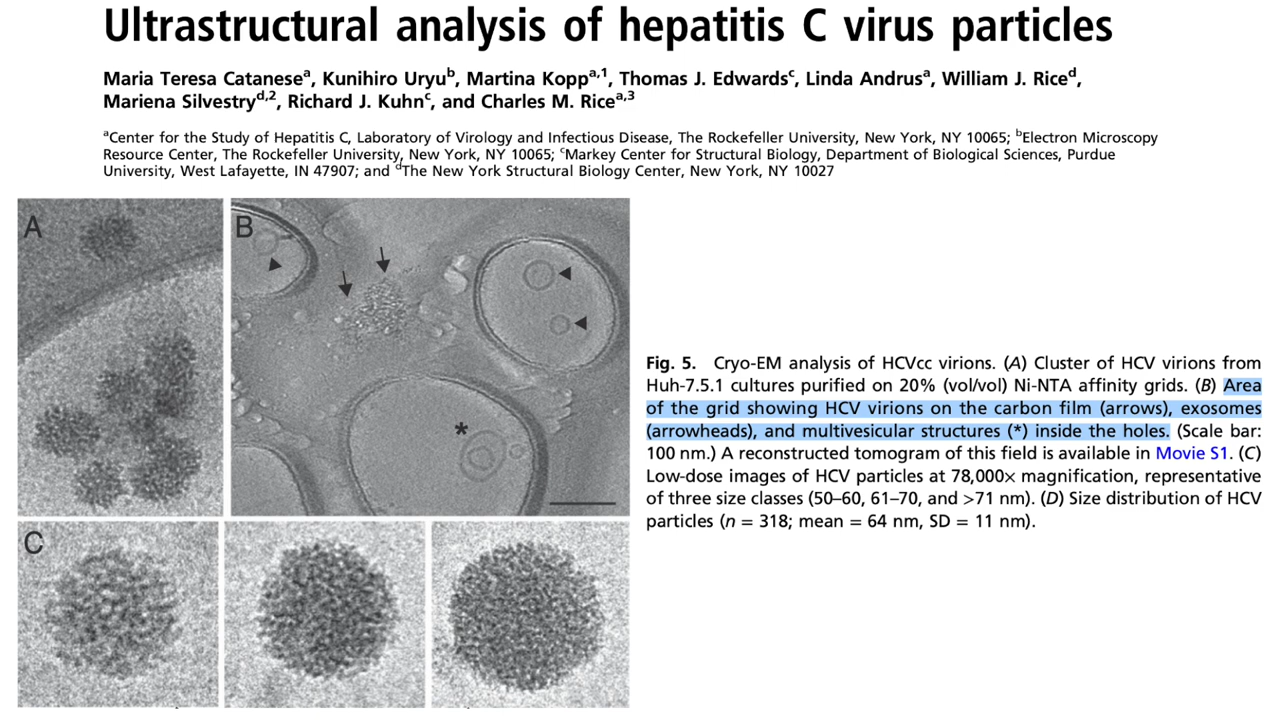 Ultrastructural analysis of hepatitis C virus particles
Maria Teresa Catanese^a, Kunihiro Uryu^b, Martina Kopp^a,1, Thomas J. Edwards^c, Linda Andrus^a, William J. Rice^d,
Mariena Silvestry^d,2, Richard J. Kuhn^c, and Charles M. Rice^a,3
^aCenter for the Study of Hepatitis C, Laboratory of Virology and Infectious Disease, The Rockefeller University, New York, NY 10065; ^bElectron Microscopy
Resource Center, The Rockefeller University, New York, NY 10065; ^cMarkey Center for Structural Biology, Department of Biological Sciences, Purdue
University, West Lafayette, IN 47907; and ^dThe New York Structural Biology Center, New York, NY 10027
A
B
*
C
Fig. 5. Cryo-EM analysis of HCVcc virions. (A) Cluster of HCV virions from
Huh-7.5.1 cultures purified on 20% (vol/vol) Ni-NTA affinity grids. (B) Area
of the grid showing HCV virions on the carbon film (arrows), exosomes
(arrowheads), and multivesicular structures (*) inside the holes. (Scale bar:
100 nm.) A reconstructed tomogram of this field is available in Movie S1. (C)
Low-dose images of HCV particles at 78,000× magnification, representative
of three size classes (50–60, 61–70, and >71 nm). (D) Size distribution of HCV
particles (n = 318; mean = 64 nm, SD = 11 nm).